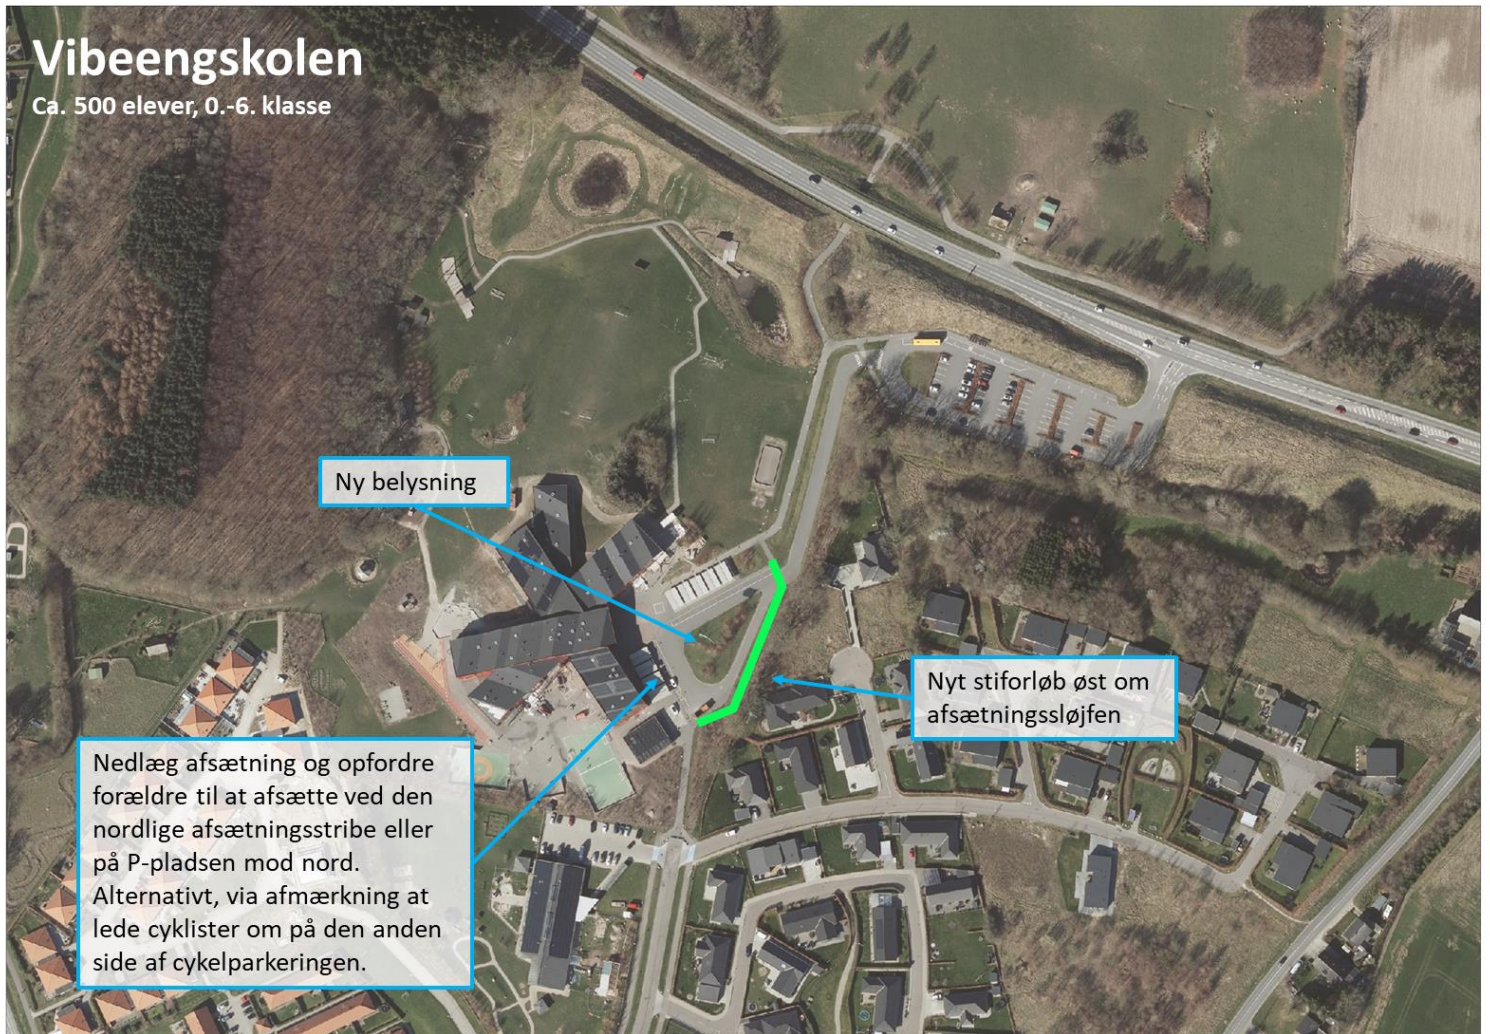 Vibeengskolen
Ca. 500 elever, 0.-6. klasse
Ny belysning
Nyt stiforløb øst om
afsætningssløjfen
Nedlæg afsætning og opfordre
forældre til at afsætte ved den
nordlige afsætningsstribe eller
på P-pladsen mod nord.
Alternativt, via afmærkning at
lede cyklister om på den anden
side af cykelparkeringen.